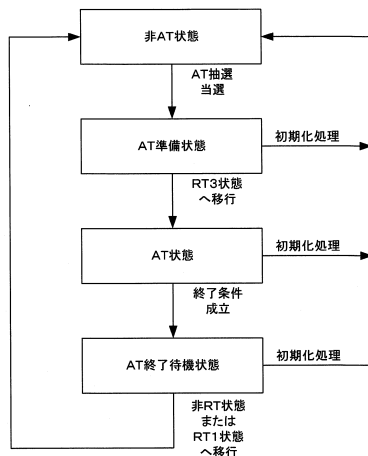 非AT状態
AT抽選
当選
AT準備状態
初期化処理
RT3状態
へ移行
AT状態
初期化処理
終了条件
成立
AT終了待機状態
初期化処理
非RT状態
または
RT1状態
へ移行